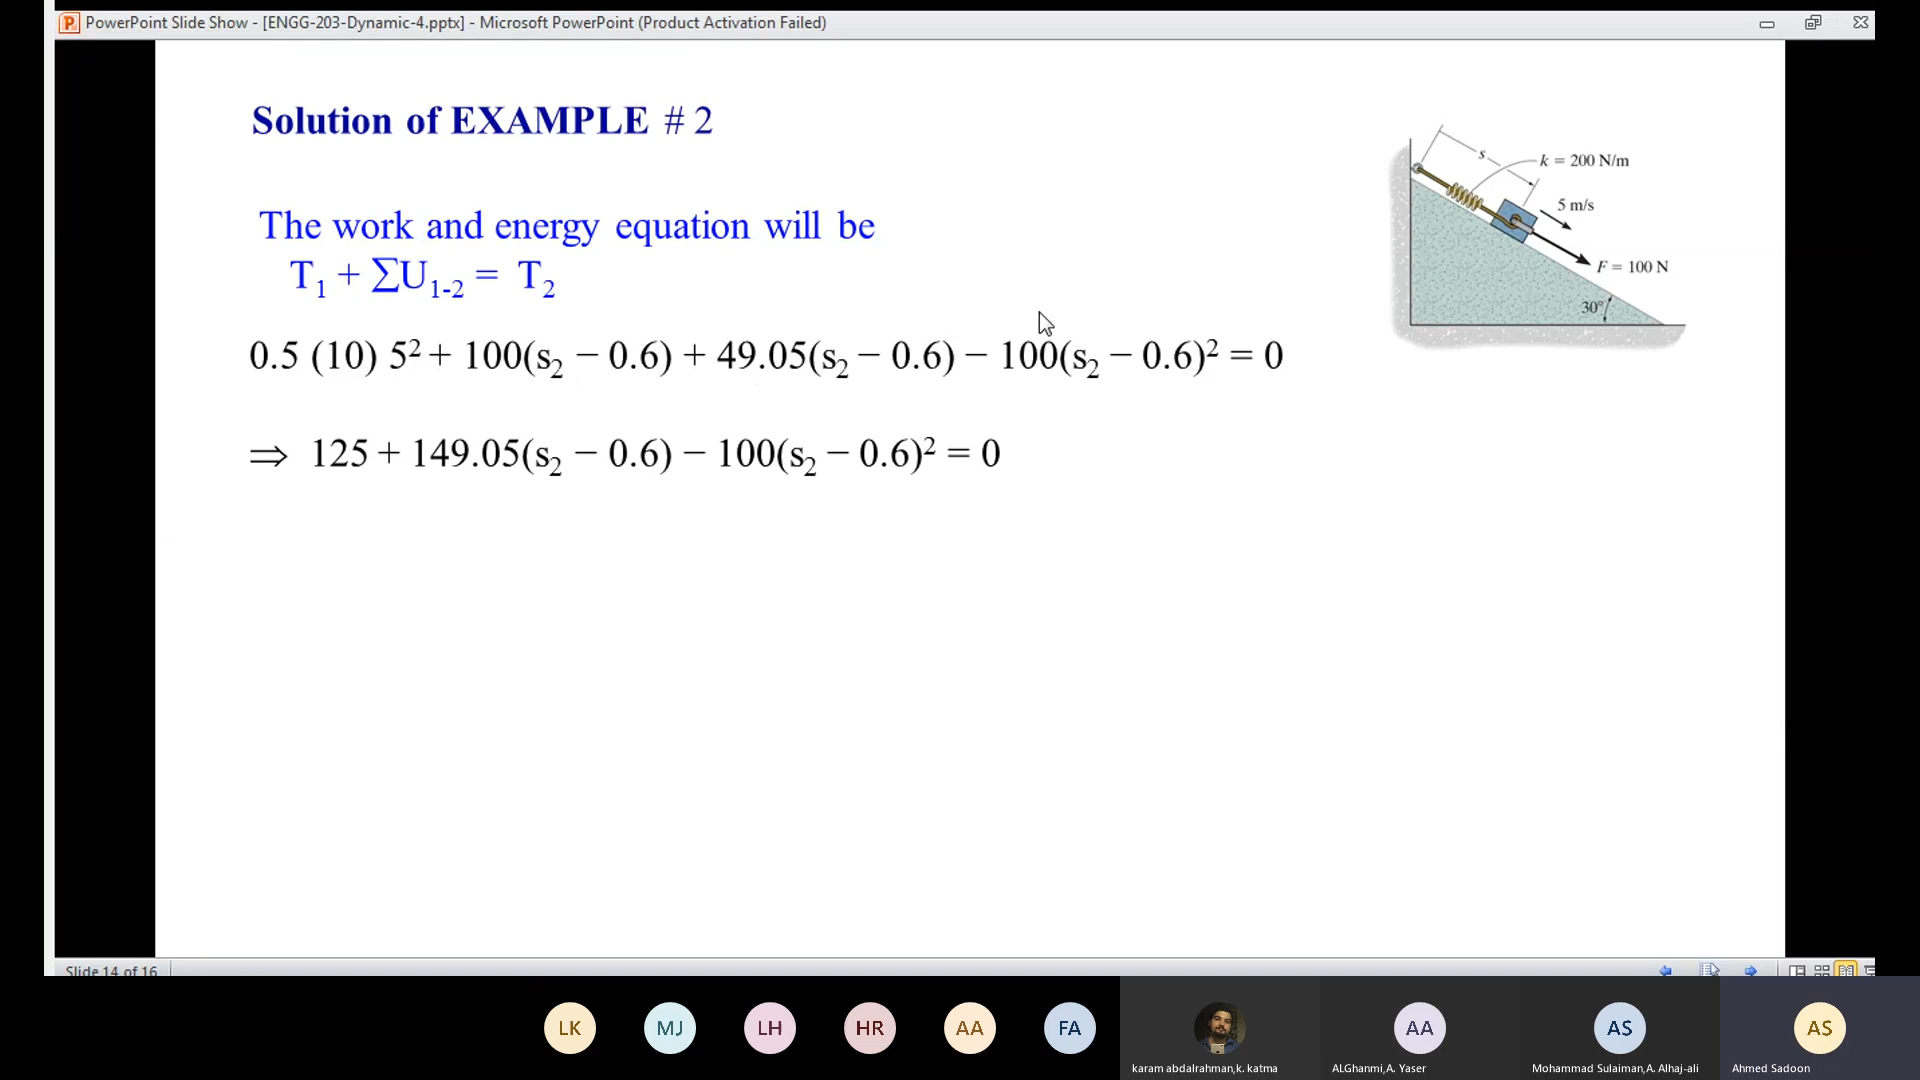 PowerPoint Slide Show - [ENGG-203-Dynamic-4.pptx] - Microsoft PowerPoint (Product Activation Failed)
Solution of EXAMPLE # 2
The work and energy equation will be
T₁ + ∑U₁₋₂ = T₂
0.5 (10) 5² + 100(s₂ − 0.6) + 49.05(s₂ − 0.6) − 100(s₂ − 0.6)² = 0
⇒ 125 + 149.05(s₂ − 0.6) − 100(s₂ − 0.6)² = 0
s
k = 200 N/m
5 m/s
F = 100 N
30°
Slide 14 of 16
LK MJ LH HR AA FA AA AS AS
karam abdalrahman,k. katma
ALGhanmi,A. Yaser
Mohammad Sulaiman,A. Alhaj-ali
Ahmed Sadoon